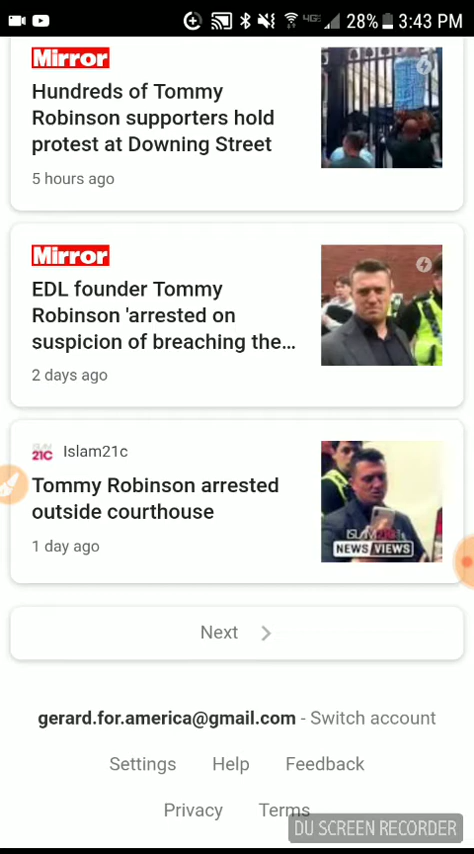 4G 28% 3:43 PM
Mirror
Hundreds of Tommy
Robinson supporters hold
protest at Downing Street
5 hours ago
Mirror
EDL founder Tommy
Robinson 'arrested on
suspicion of breaching the...
2 days ago
ISLAM
21C Islam21c
Tommy Robinson arrested
outside courthouse
1 day ago
ISLAM21C
NEWS/VIEWS
Next
gerard.for.america@gmail.com - Switch account
Settings Help Feedback
Privacy Terms
DU SCREEN RECORDER